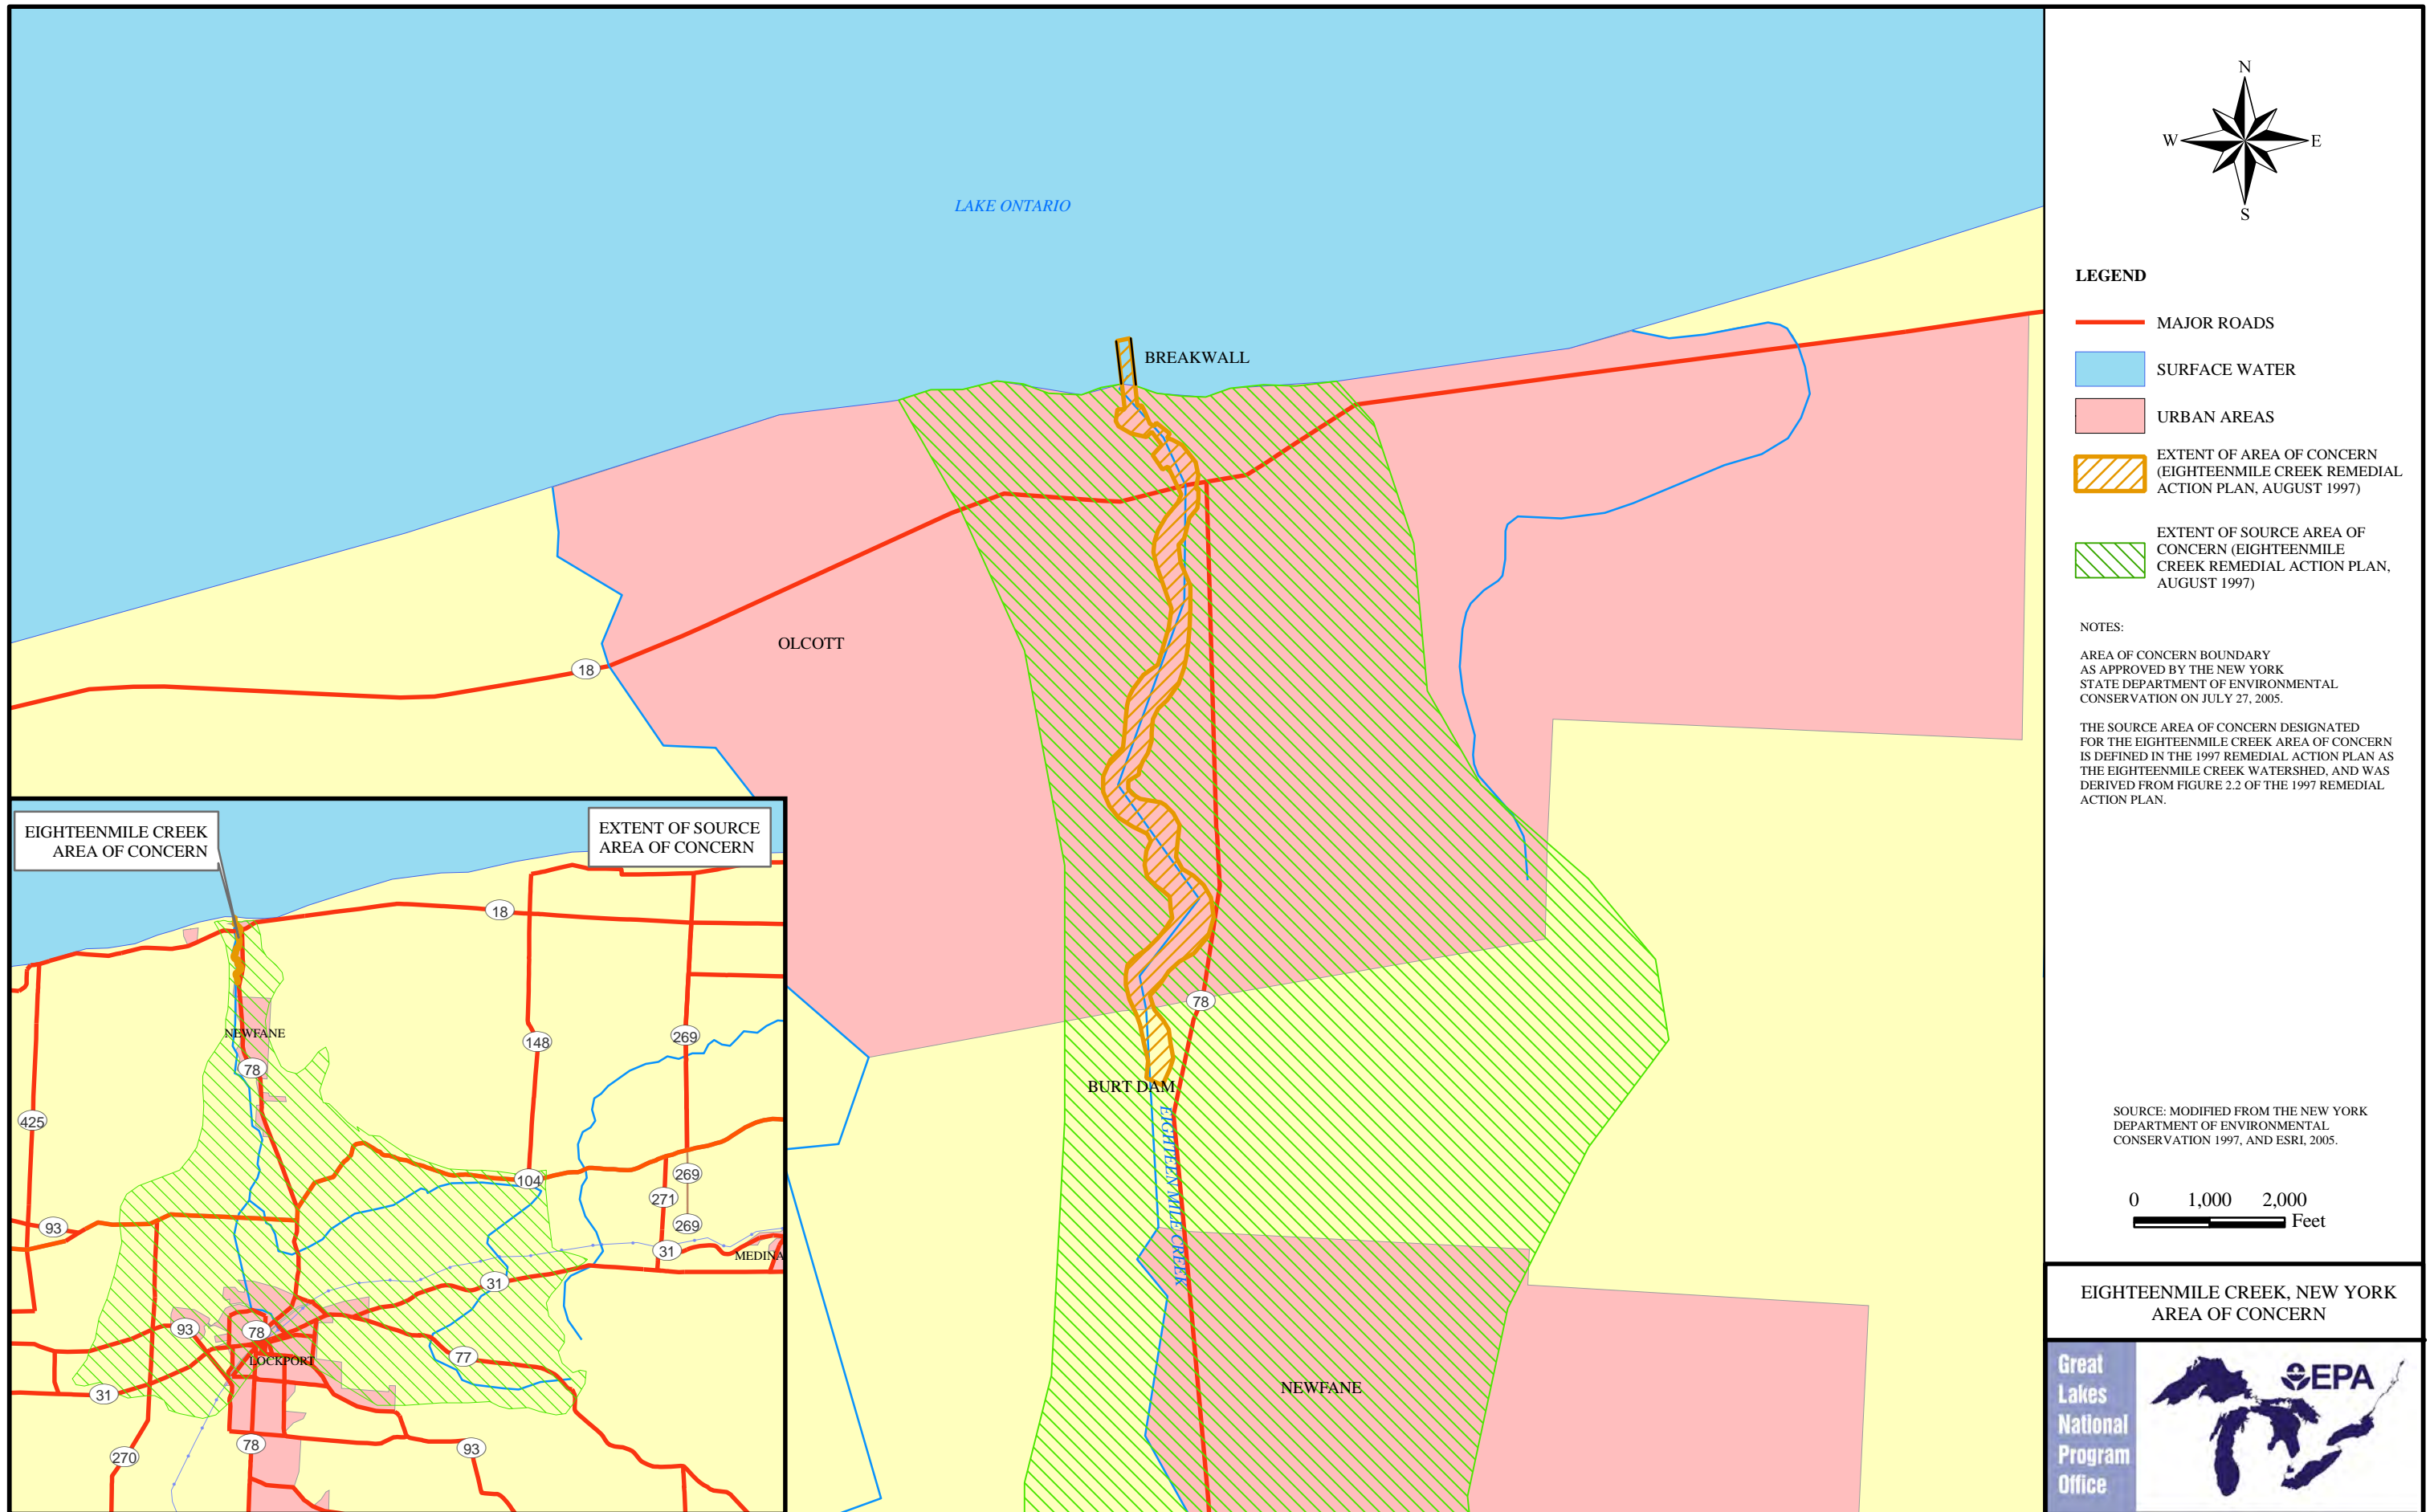 LAKE ONTARIO
BREAKWALL
OLCOTT
18
78
BURT DAM
EIGHTEENMILE CREEK
NEWFANE
EIGHTEENMILE CREEK
AREA OF CONCERN
EXTENT OF SOURCE
AREA OF CONCERN
18
NEWFANE
148
269
78
425
104
269
271
269
93
31
MEDINA
31
93
78
LOCKPORT
77
31
78
93
270
N
W
E
S
LEGEND
MAJOR ROADS
SURFACE WATER
URBAN AREAS
EXTENT OF AREA OF CONCERN
(EIGHTEENMILE CREEK REMEDIAL
ACTION PLAN, AUGUST 1997)
EXTENT OF SOURCE AREA OF
CONCERN (EIGHTEENMILE
CREEK REMEDIAL ACTION PLAN,
AUGUST 1997)
NOTES:
AREA OF CONCERN BOUNDARY
AS APPROVED BY THE NEW YORK
STATE DEPARTMENT OF ENVIRONMENTAL
CONSERVATION ON JULY 27, 2005.
THE SOURCE AREA OF CONCERN DESIGNATED
FOR THE EIGHTEENMILE CREEK AREA OF CONCERN
IS DEFINED IN THE 1997 REMEDIAL ACTION PLAN AS
THE EIGHTEENMILE CREEK WATERSHED, AND WAS
DERIVED FROM FIGURE 2.2 OF THE 1997 REMEDIAL
ACTION PLAN.
SOURCE: MODIFIED FROM THE NEW YORK
DEPARTMENT OF ENVIRONMENTAL
CONSERVATION 1997, AND ESRI, 2005.
0 1,000 2,000
Feet
EIGHTEENMILE CREEK, NEW YORK
AREA OF CONCERN
Great
Lakes
National
Program
Office
EPA